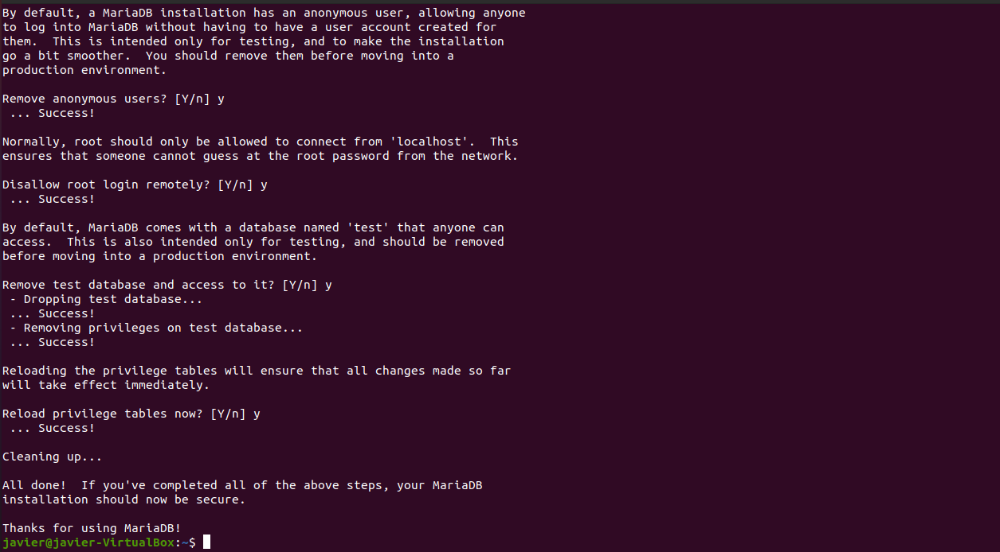 By default, a MariaDB installation has an anonymous user, allowing anyone
to log into MariaDB without having to have a user account created for
them.  This is intended only for testing, and to make the installation
go a bit smoother.  You should remove them before moving into a
production environment.

Remove anonymous users? [Y/n] y
 ... Success!

Normally, root should only be allowed to connect from 'localhost'.  This
ensures that someone cannot guess at the root password from the network.

Disallow root login remotely? [Y/n] y
 ... Success!

By default, MariaDB comes with a database named 'test' that anyone can
access.  This is also intended only for testing, and should be removed
before moving into a production environment.

Remove test database and access to it? [Y/n] y
 - Dropping test database...
 ... Success!
 - Removing privileges on test database...
 ... Success!

Reloading the privilege tables will ensure that all changes made so far
will take effect immediately.

Reload privilege tables now? [Y/n] y
 ... Success!

Cleaning up...

All done!  If you've completed all of the above steps, your MariaDB
installation should now be secure.

Thanks for using MariaDB!
javier@javier-VirtualBox:~$